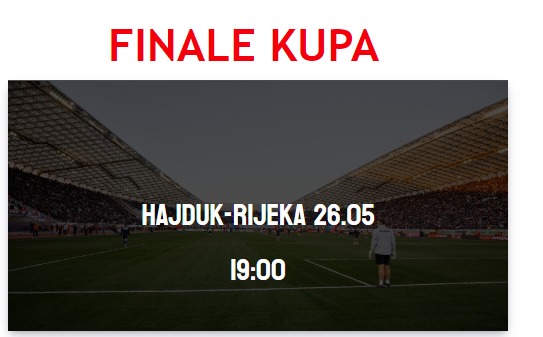 FINALE KUPA
HAJDUK-RIJEKA 26.05
19:00